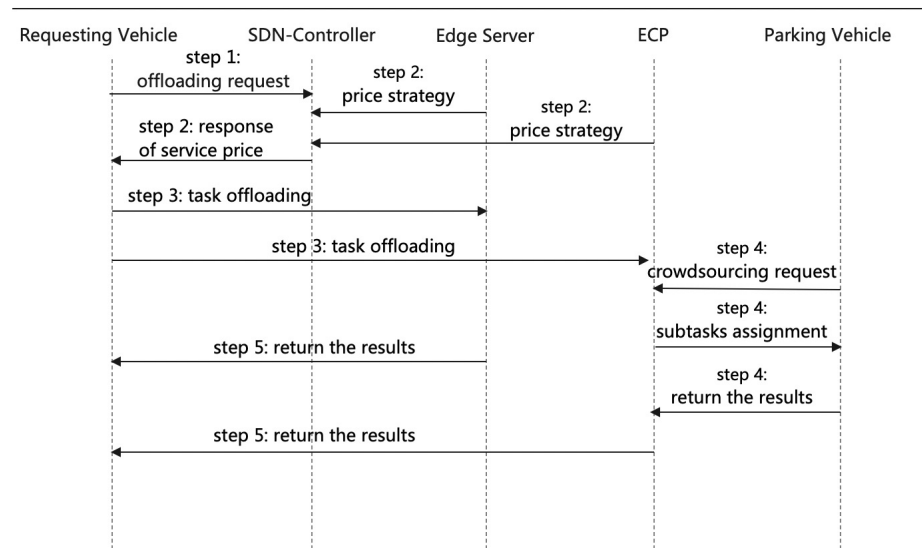 Requesting Vehicle SDN-Controller Edge Server ECP Parking Vehicle
step 1:
offloading request
step 2:
price strategy
step 2:
price strategy
step 2: response
of service price
step 3: task offloading
step 3: task offloading
step 4:
crowdsourcing request
step 4:
subtasks assignment
step 5: return the results
step 4:
return the results
step 5: return the results